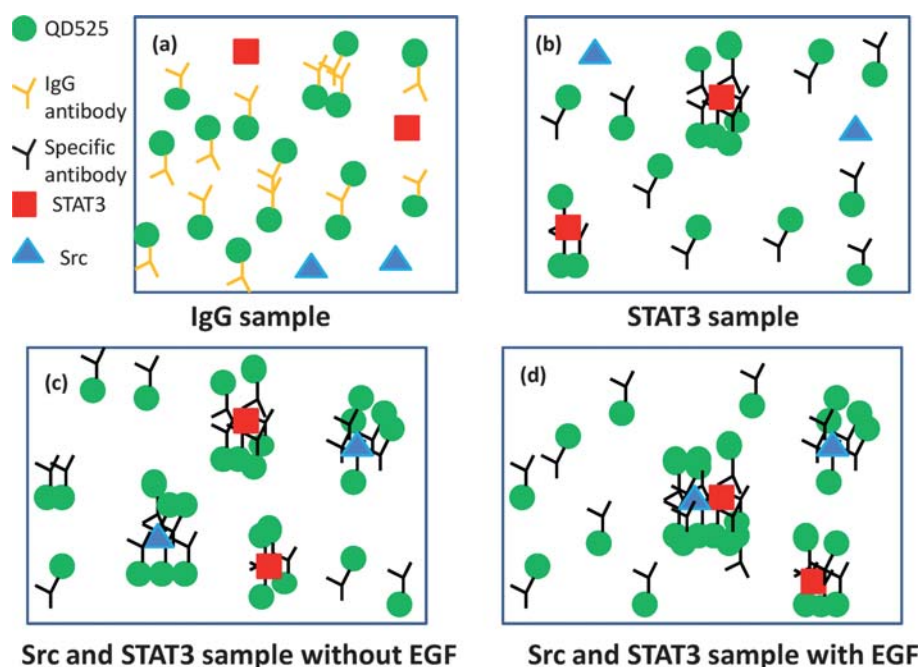 QD525
IgG
antibody
Specific
antibody
STAT3
Src
(a)
IgG sample
(b)
STAT3 sample
(c)
Src and STAT3 sample without EGF
(d)
Src and STAT3 sample with EGF